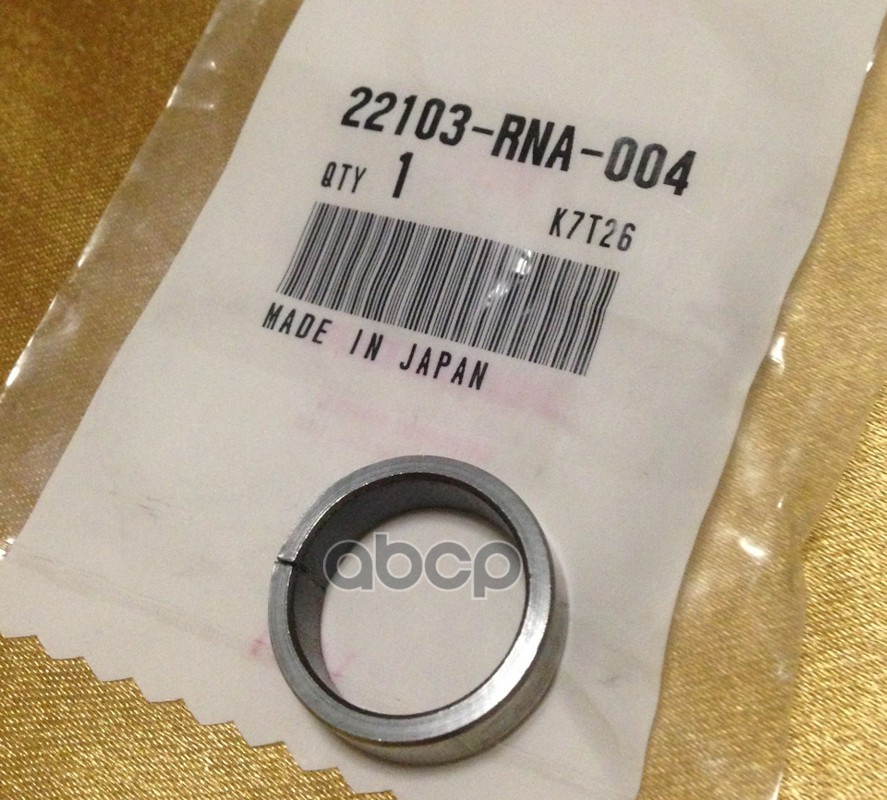 22103-RNA-004
QTY 1
K7T26
MADE IN JAPAN
abcp